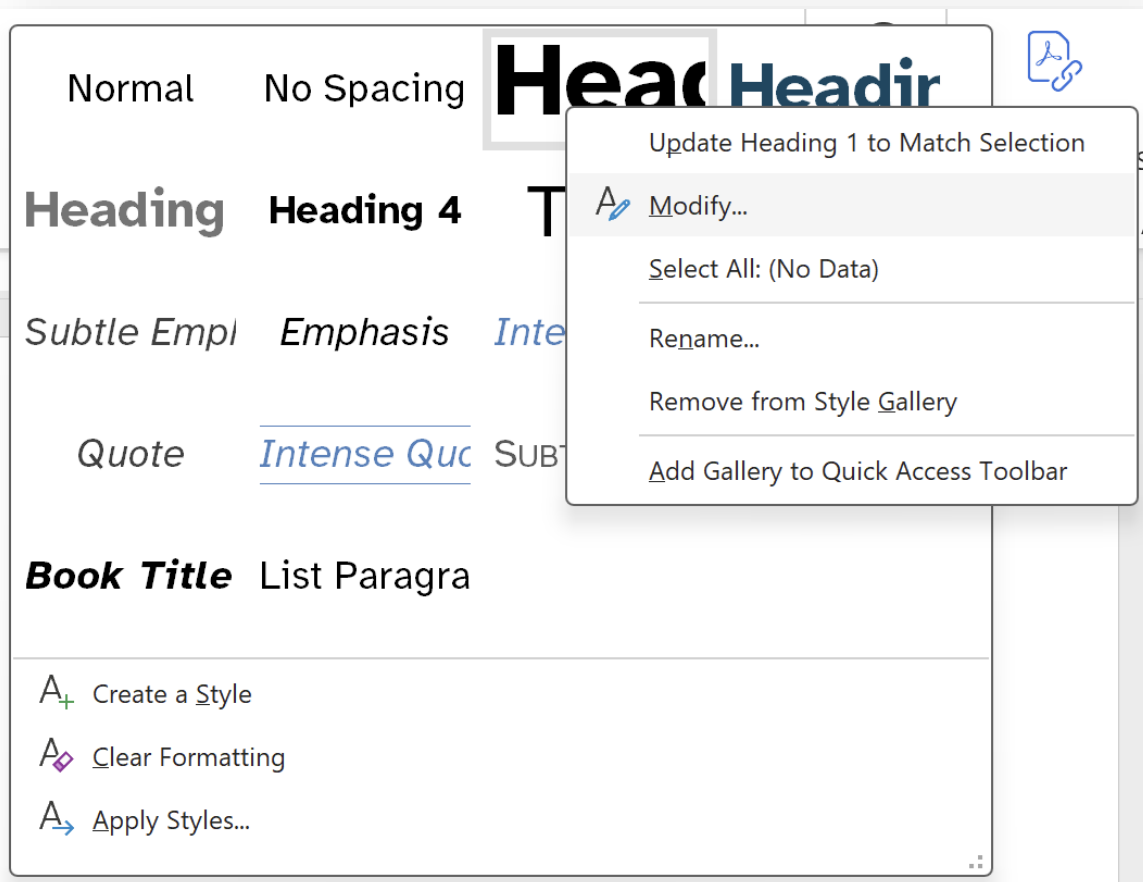 Normal
No Spacing
Headir
Update Heading 1 to Match Selection
Modify...
Select All: (No Data)
Rename...
Remove from Style Gallery
Add Gallery to Quick Access Toolbar
Heading
Heading 4
T
Subtle Empl
Emphasis
Inte
Quote
Intense Quo
SUBT
Book Title
List Paragra
Create a Style
Clear Formatting
Apply Styles...